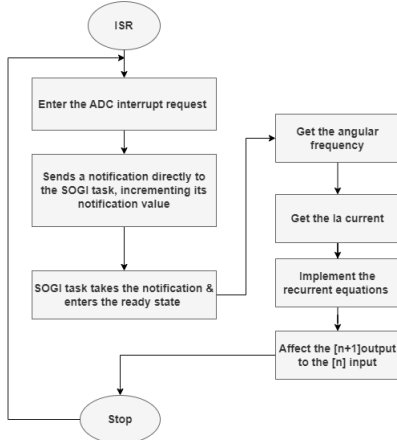 ISR
Enter the ADC interrupt request
Sends a notification directly to
the SOGI task, incrementing its
notification value
SOGI task takes the notification &
enters the ready state
Get the angular
frequency
Get the Ia current
Implement the
recurrent equations
Affect the [n+1]output
to the [n] input
Stop